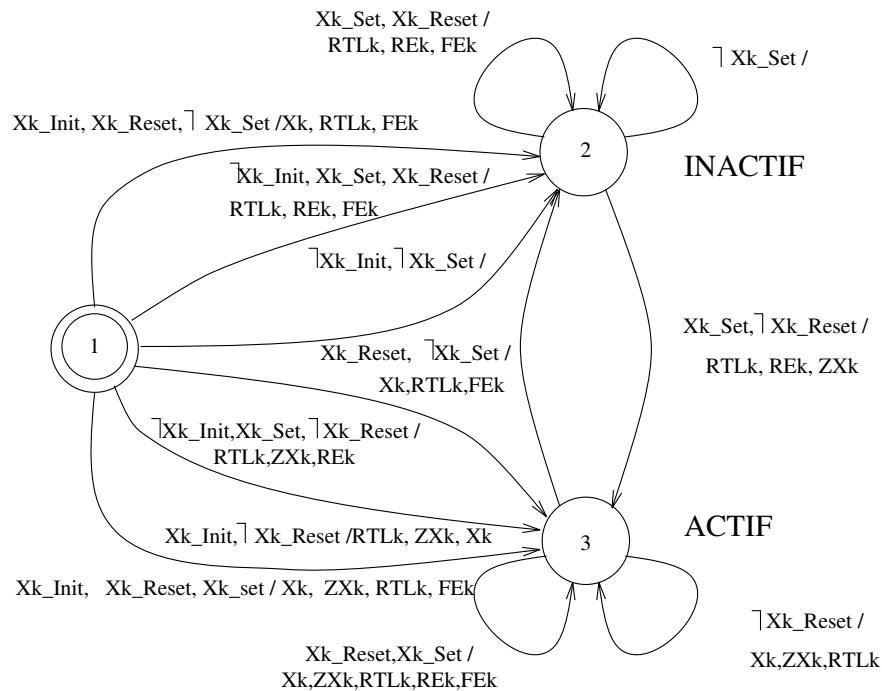 Xk_Set, Xk_Reset /
RTLk, REk, FEk
⌝ Xk_Set /
Xk_Init, Xk_Reset,⌝ Xk_Set /Xk, RTLk, FEk
2
INACTIF
⌝Xk_Init, Xk_Set, Xk_Reset /
RTLk, REk, FEk
⌝Xk_Init,⌝ Xk_Set /
1
Xk_Set,⌝ Xk_Reset /
RTLk, REk, ZXk
Xk_Reset, ⌝Xk_Set /
Xk,RTLk,FEk
⌝Xk_Init,Xk_Set,⌝Xk_Reset /
RTLk,ZXk,REk
Xk_Init,⌝ Xk_Reset /RTLk, ZXk, Xk
3
ACTIF
Xk_Init, Xk_Reset, Xk_set / Xk, ZXk, RTLk, FEk
Xk_Reset,Xk_Set /
Xk,ZXk,RTLk,REk,FEk
⌝Xk_Reset /
Xk,ZXk,RTLk